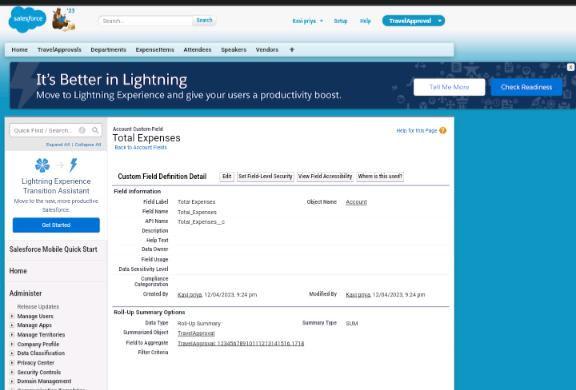 salesforce
'23
Search...
Search
Kavi priya
Setup
Help
TravelApproval
Home
TravelApprovals
Departments
ExpenseItems
Attendees
Speakers
Vendors
+
It's Better in Lightning
Move to Lightning Experience and give your users a productivity boost.
Tell Me More
Check Readiness
x
Quick Find / Search...
Expand All | Collapse All
Lightning Experience
Transition Assistant
Move to the new, more productive
Salesforce.
Get Started
Salesforce Mobile Quick Start
Home
Administer
Release Updates
Manage Users
Manage Apps
Manage Territories
Company Profile
Data Classification
Privacy Center
Security Controls
Domain Management
Account Custom Field
Total Expenses
Back to Account Fields
Help for this Page
Custom Field Definition Detail
Edit
Set Field-Level Security
View Field Accessibility
Where is this used?
Field Information
Field Label Total Expenses Object Name Account
Field Name Total_Expenses
API Name Total_Expenses__c
Description
Help Text
Data Owner
Field Usage
Data Sensitivity Level
Compliance
Categorization
Created By Kavi priya, 12/04/2023, 9:24 pm Modified By Kavi priya, 12/04/2023, 9:24 pm
Roll-Up Summary Options
Data Type Roll-Up Summary Summary Type SUM
Summarized Object TravelApproval
Field to Aggregate
Filter Criteria